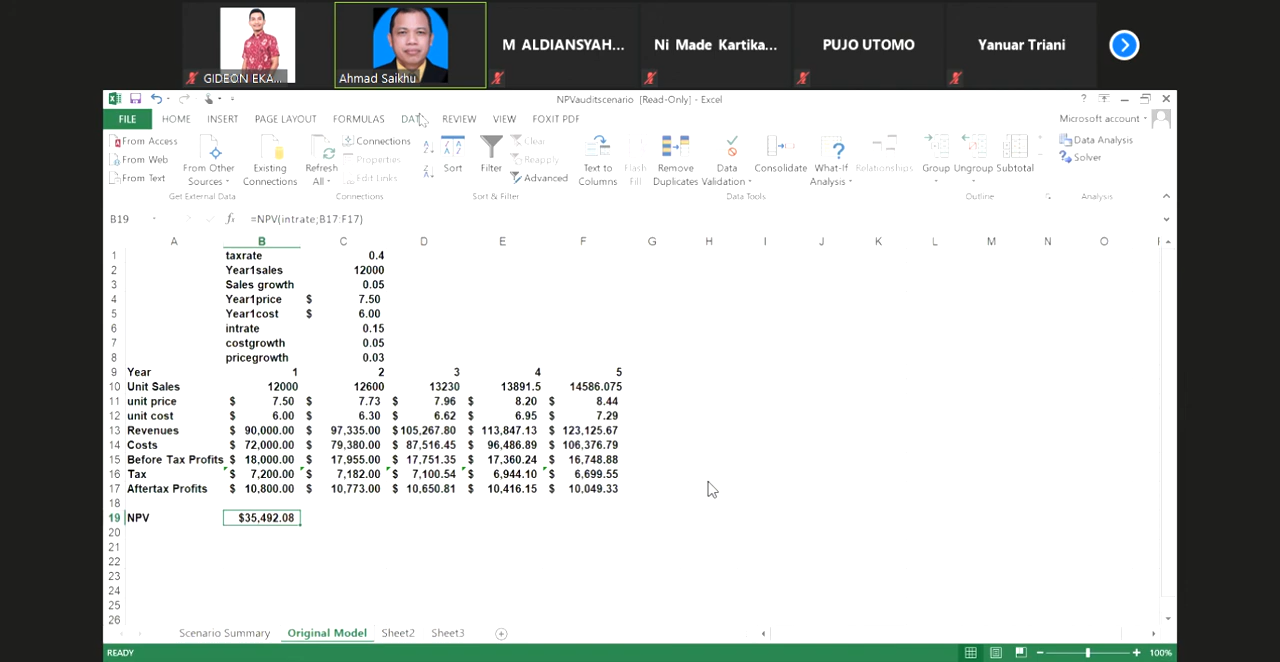 M ALDIANSYAH... Ni Made Kartika... PUJO UTOMO Yanuar Triani
GIDEON EKA... Ahmad Saikhu
NPVauditscenario [Read-Only] - Excel
FILE HOME INSERT PAGE LAYOUT FORMULAS DATA REVIEW VIEW FOXIT PDF Microsoft account
From Access
From Web
From Text
From Other
Sources
Get External Data
Existing
Connections
Refresh
All
Connections
Properties
Edit Links
Connections
Sort
Filter
Clear
Reapply
Advanced
Sort & Filter
Text to
Columns
Flash
Fill
Remove
Duplicates
Data
Validation
Consolidate
What-If
Analysis
Relationships
Data Tools
Group
Ungroup
Subtotal
Outline
Data Analysis
Solver
Analysis
B19 fx =NPV(intrate;B17:F17)
A B C D E F G H I J K L M N O
1 taxrate 0.4
2 Year1sales 12000
3 Sales growth 0.05
4 Year1price $ 7.50
5 Year1cost $ 6.00
6 intrate 0.15
7 costgrowth 0.05
8 pricegrowth 0.03
9 Year 1 2 3 4 5
10 Unit Sales 12000 12600 13230 13891.5 14586.075
11 unit price $ 7.50 $ 7.73 $ 7.96 $ 8.20 $ 8.44
12 unit cost $ 6.00 $ 6.30 $ 6.62 $ 6.95 $ 7.29
13 Revenues $ 90,000.00 $ 97,335.00 $ 105,267.80 $ 113,847.13 $ 123,125.67
14 Costs $ 72,000.00 $ 79,380.00 $ 87,516.45 $ 96,486.89 $ 106,376.79
15 Before Tax Profits $ 18,000.00 $ 17,955.00 $ 17,751.35 $ 17,360.24 $ 16,748.88
16 Tax $ 7,200.00 $ 7,182.00 $ 7,100.54 $ 6,944.10 $ 6,699.55
17 Aftertax Profits $ 10,800.00 $ 10,773.00 $ 10,650.81 $ 10,416.15 $ 10,049.33
18
19 NPV $35,492.08
20
21
22
23
24
25
26
Scenario Summary Original Model Sheet2 Sheet3
READY 100%